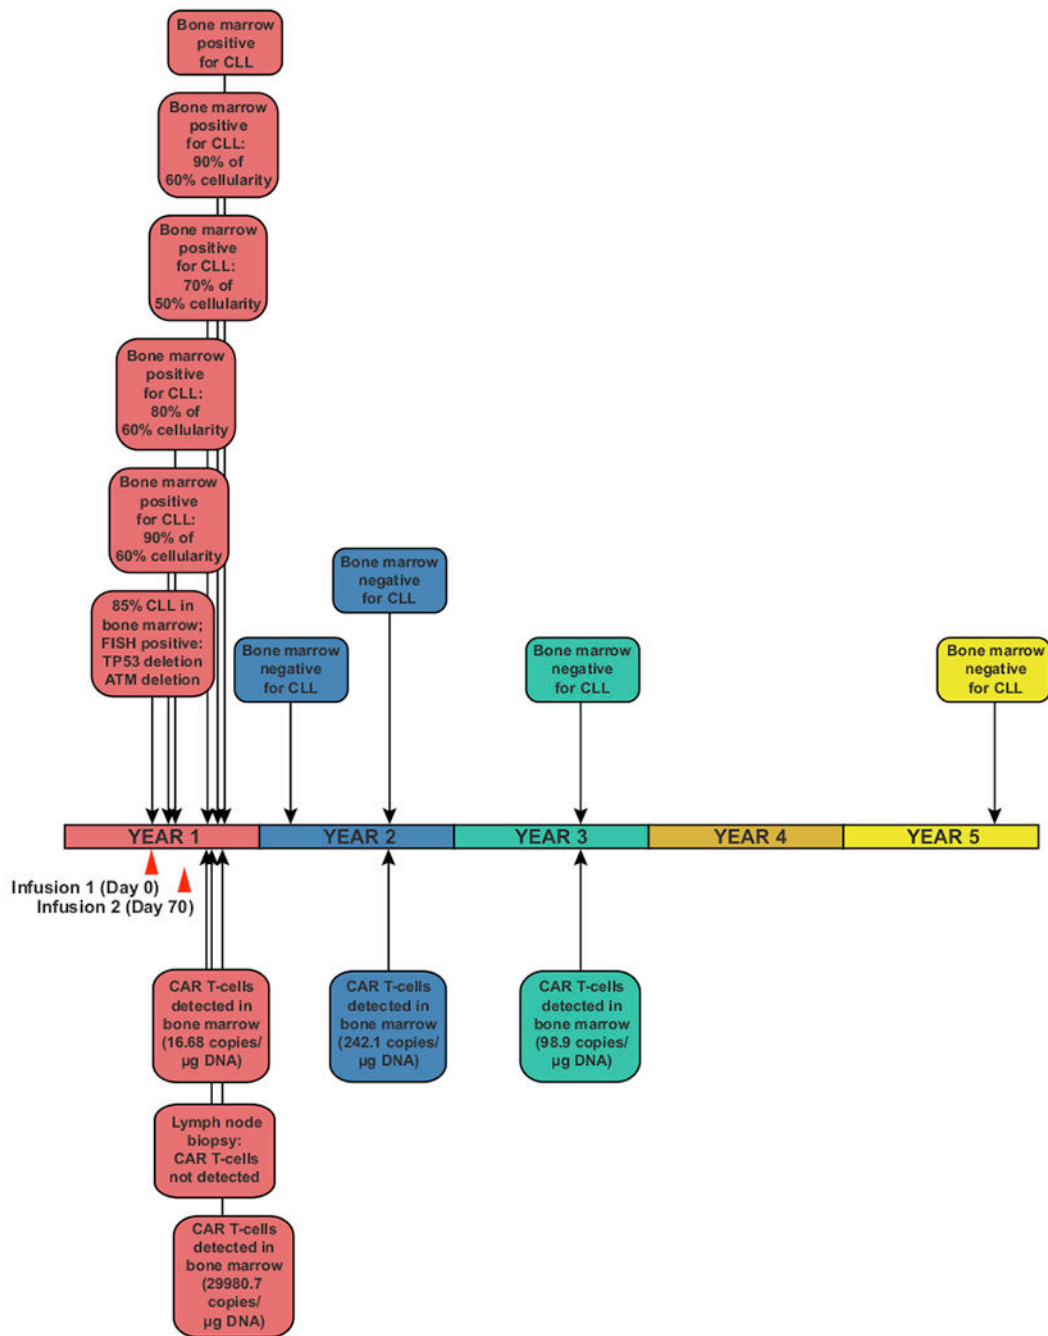 Bone marrow
positive
for CLL
Bone marrow
positive
for CLL:
90% of
60% cellularity
Bone marrow
positive
for CLL:
70% of
50% cellularity
Bone marrow
positive
for CLL:
80% of
60% cellularity
Bone marrow
positive
for CLL:
90% of
60% cellularity
85% CLL in
bone marrow;
FISH positive:
TP53 deletion
ATM deletion
Bone marrow
negative
for CLL
Bone marrow
negative
for CLL
Bone marrow
negative
for CLL
Bone marrow
negative
for CLL
YEAR 1
YEAR 2
YEAR 3
YEAR 4
YEAR 5
Infusion 1 (Day 0)
Infusion 2 (Day 70)
CAR T-cells
detected in
bone marrow
(16.68 copies/
µg DNA)
CAR T-cells
detected in
bone marrow
(242.1 copies/
µg DNA)
CAR T-cells
detected in
bone marrow
(98.9 copies/
µg DNA)
Lymph node
biopsy:
CAR T-cells
not detected
CAR T-cells
detected in
bone marrow
(29980.7
copies/
µg DNA)